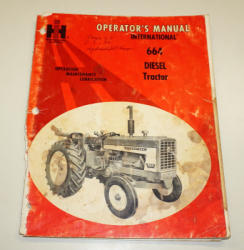 OPERATOR'S MANUAL
INTERNATIONAL
664
DIESEL
Tractor
OPERATION
MAINTENANCE
LUBRICATION